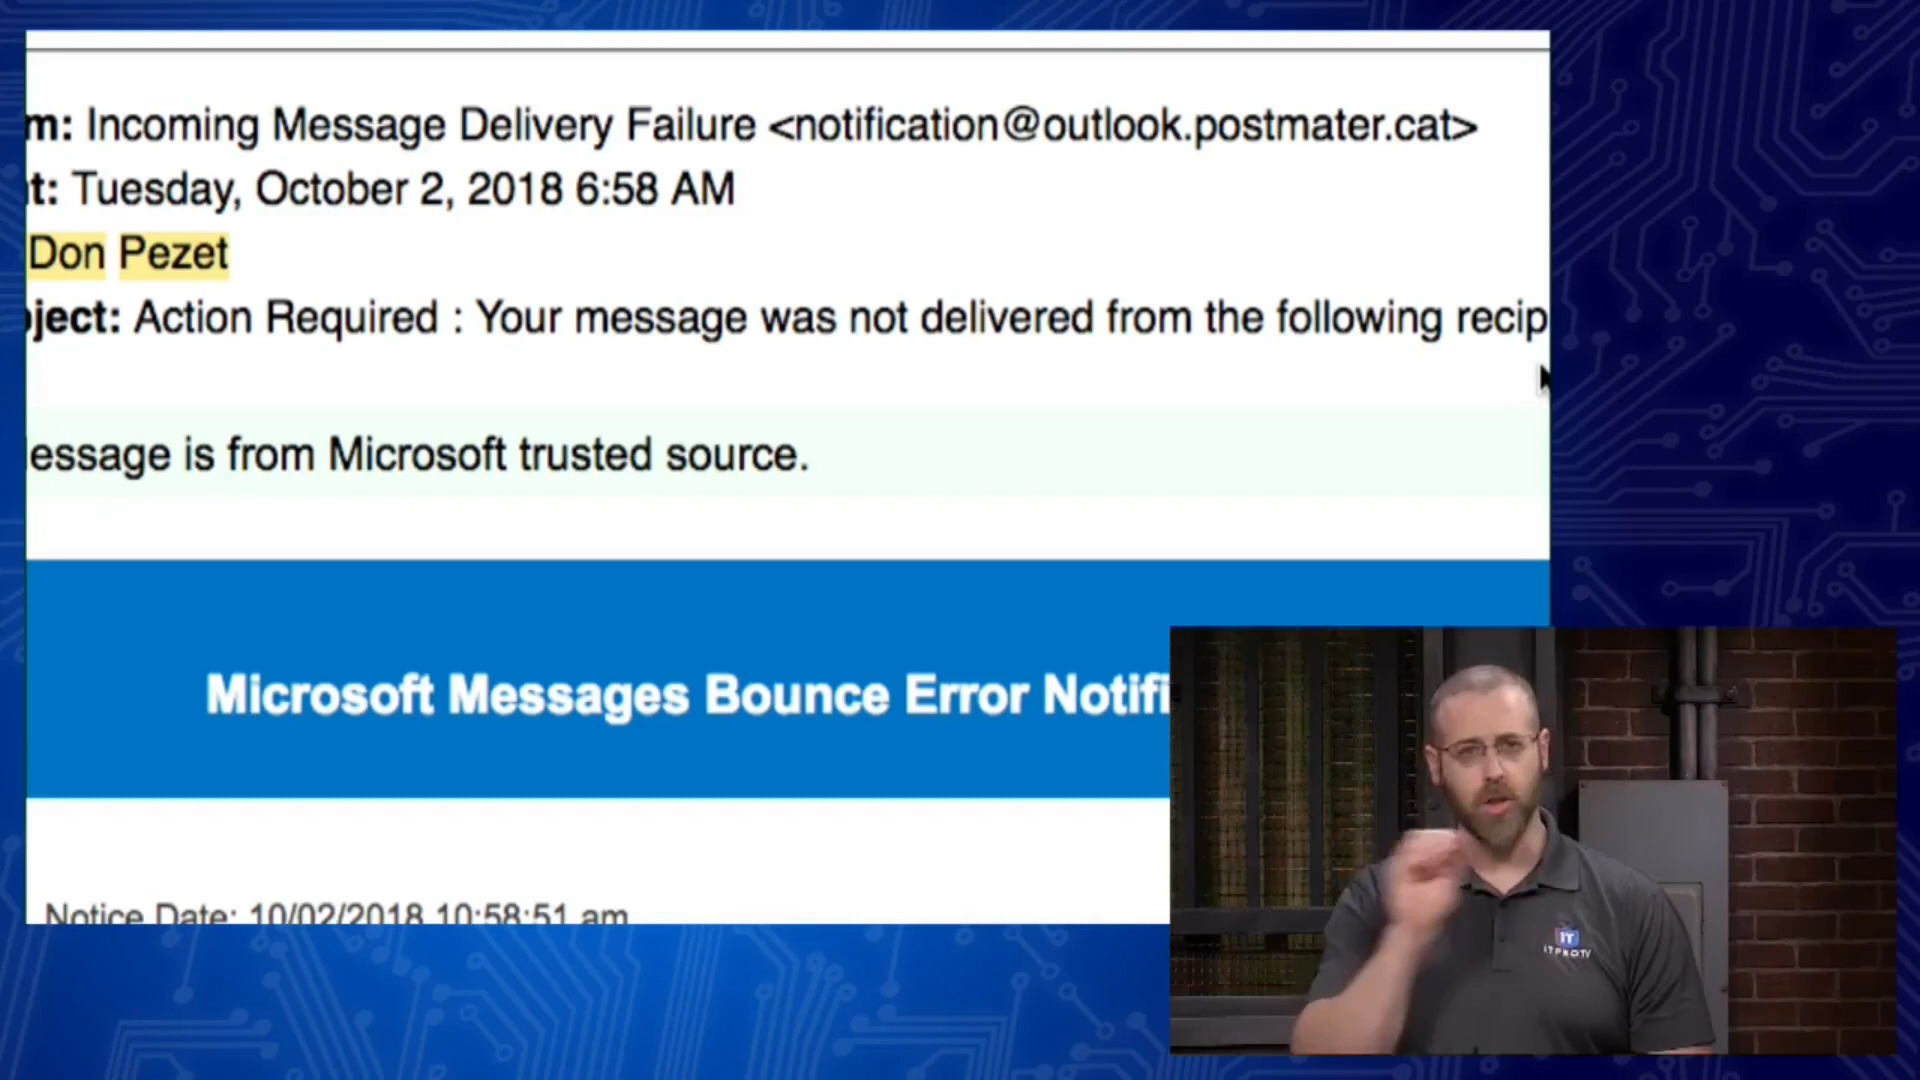 m: Incoming Message Delivery Failure <notification@outlook.postmater.cat>
t: Tuesday, October 2, 2018 6:58 AM
Don Pezet
ject: Action Required : Your message was not delivered from the following recip
essage is from Microsoft trusted source.
Microsoft Messages Bounce Error Notifi
Notice Date: 10/02/2018 10:58:51 am
IT
ITPROTV